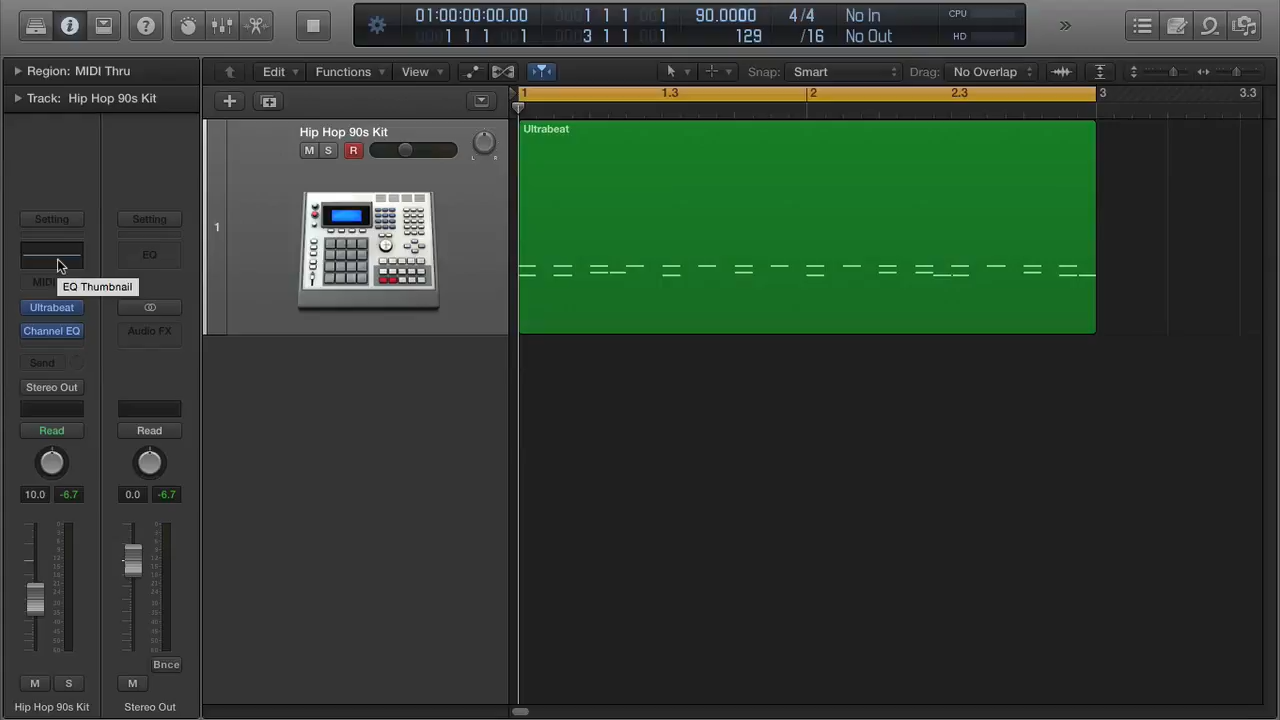 01:00:00:00.00
1 1 1 1
1 1 1
3 1 1 1
90.0000
129
4/4
/16
No In
No Out
CPU
HD
Region: MIDI Thru
Track: Hip Hop 90s Kit
Edit
Functions
View
Snap: Smart
Drag: No Overlap
1
1.3
2
2.3
3
3.3
1
Hip Hop 90s Kit
M
S
R
L
R
Ultrabeat
Setting
Setting
EQ
EQ Thumbnail
Ultrabeat
Channel EQ
Audio FX
Send
Stereo Out
Read
Read
10.0
-6.7
0.0
-6.7
Bnce
M
S
M
Hip Hop 90s Kit
Stereo Out